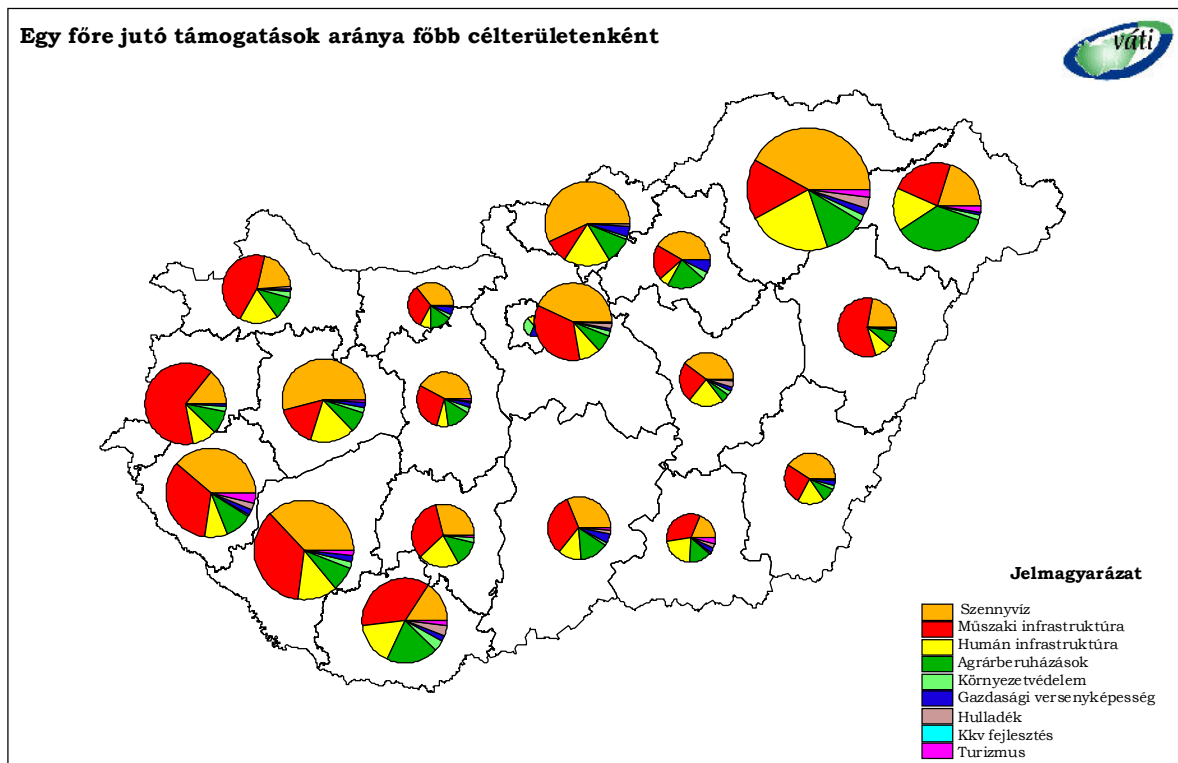 Egy főre jutó támogatások aránya főbb célterületenként
váti
Jelmagyarázat
Szennyvíz
Műszaki infrastruktúra
Humán infrastruktúra
Agrárberuházások
Környezetvédelem
Gazdasági versenyképesség
Hulladék
Kkv fejlesztés
Turizmus